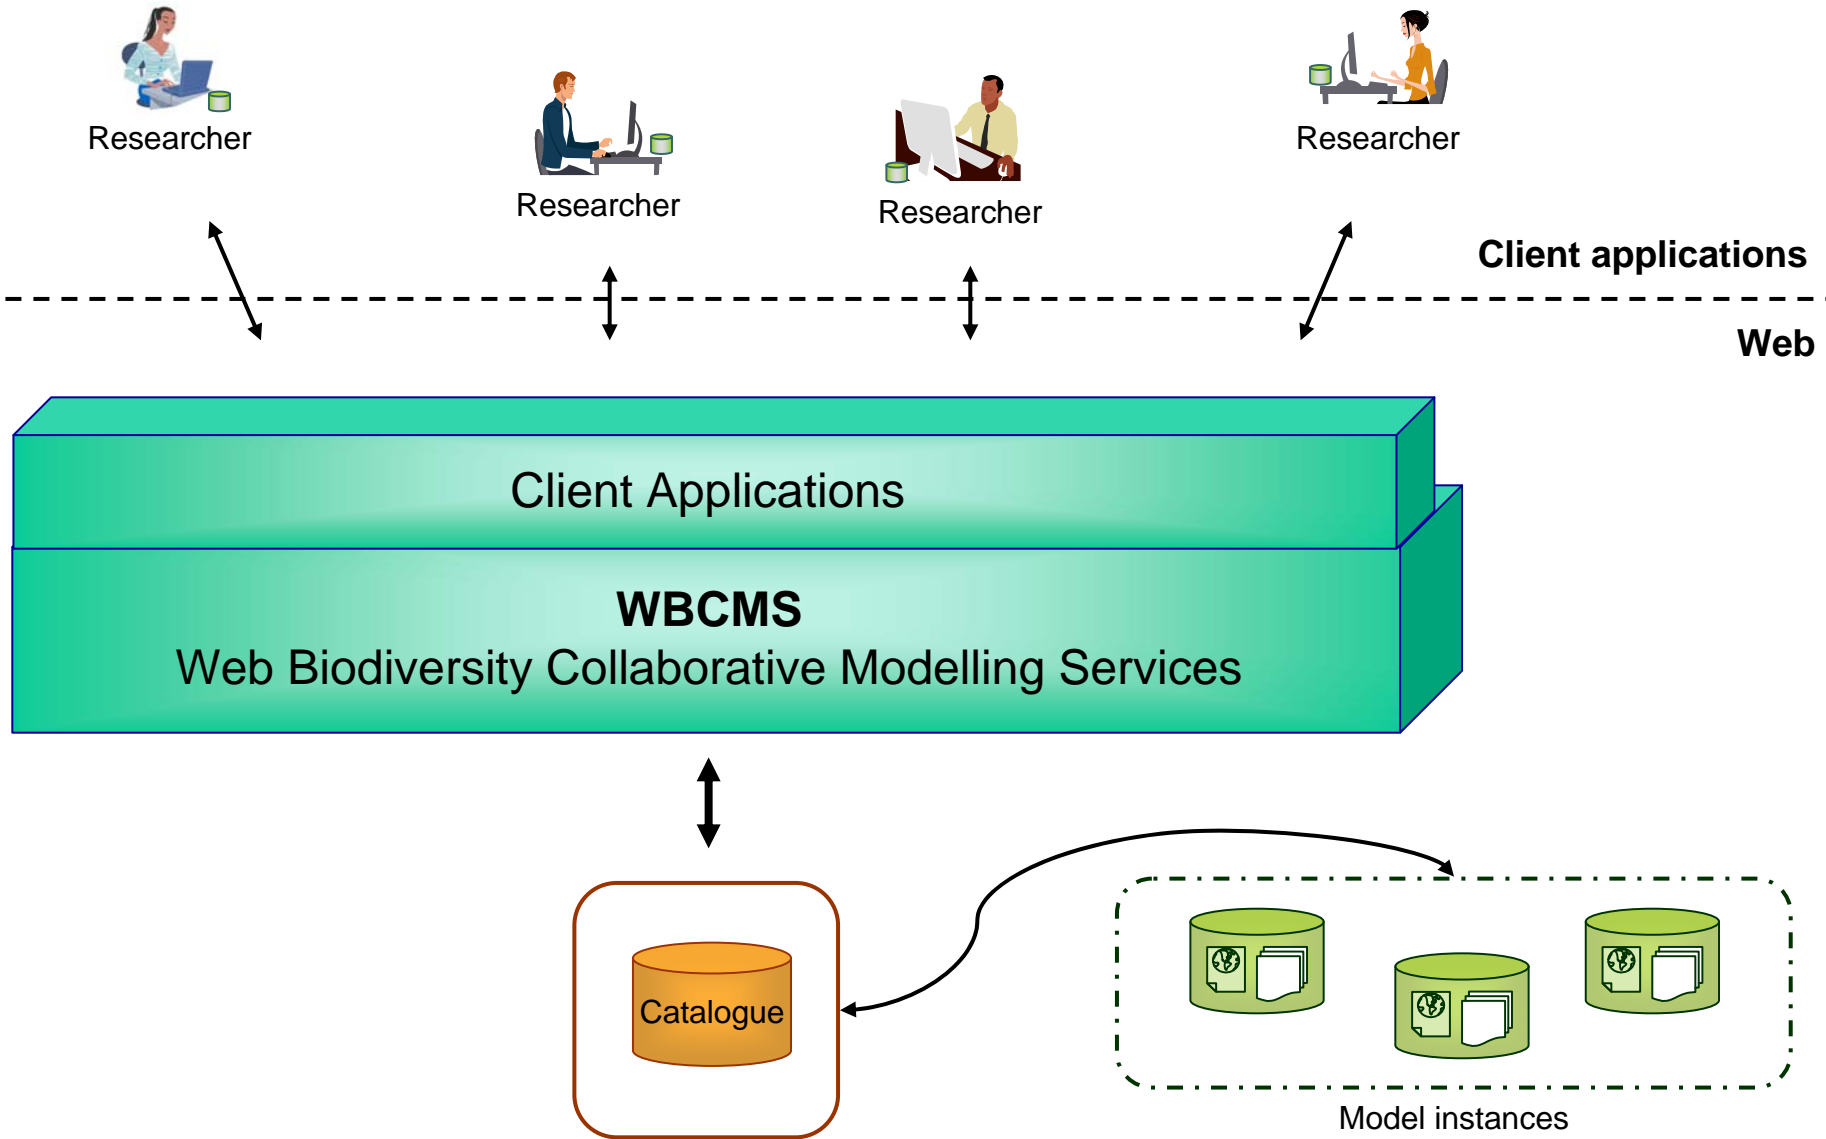 Researcher
Researcher
Researcher
Researcher
Client applications
Web
Client Applications
WBCMS
Web Biodiversity Collaborative Modelling Services
Catalogue
Model instances